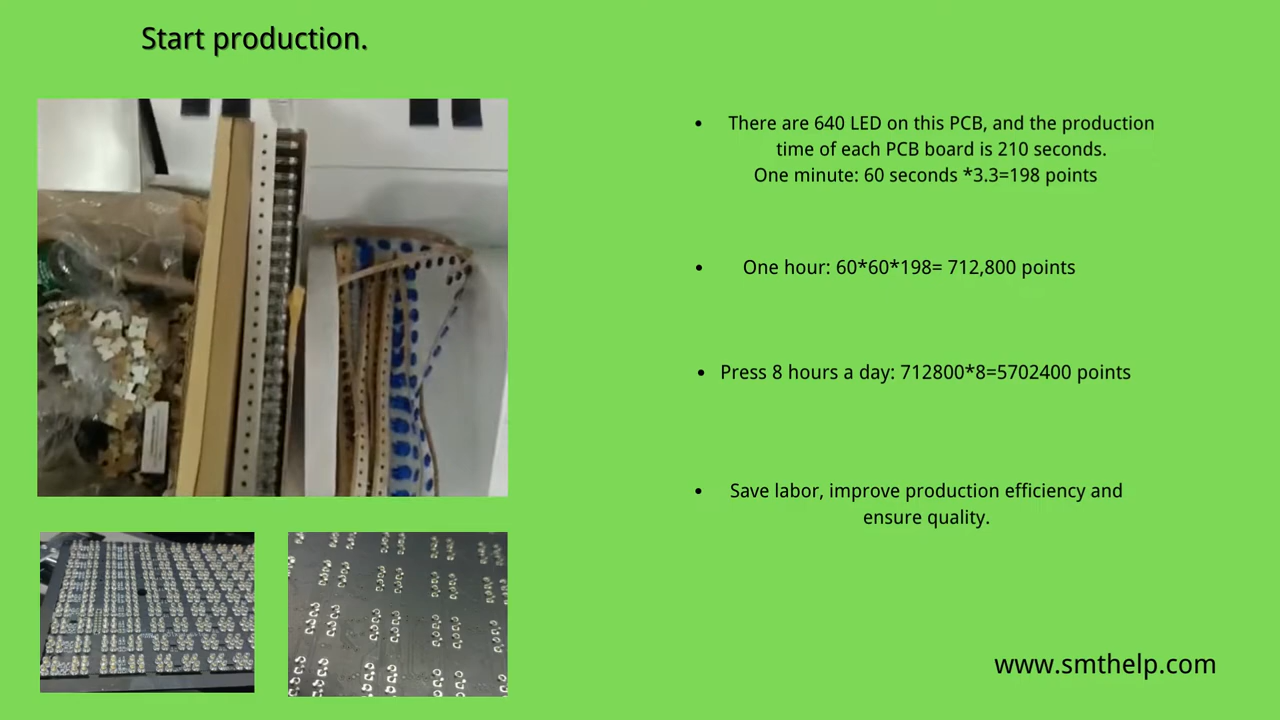 Start production.
• There are 640 LED on this PCB, and the production
time of each PCB board is 210 seconds.
One minute: 60 seconds *3.3=198 points
• One hour: 60*60*198= 712,800 points
• Press 8 hours a day: 712800*8=5702400 points
• Save labor, improve production efficiency and
ensure quality.
www.smthelp.com